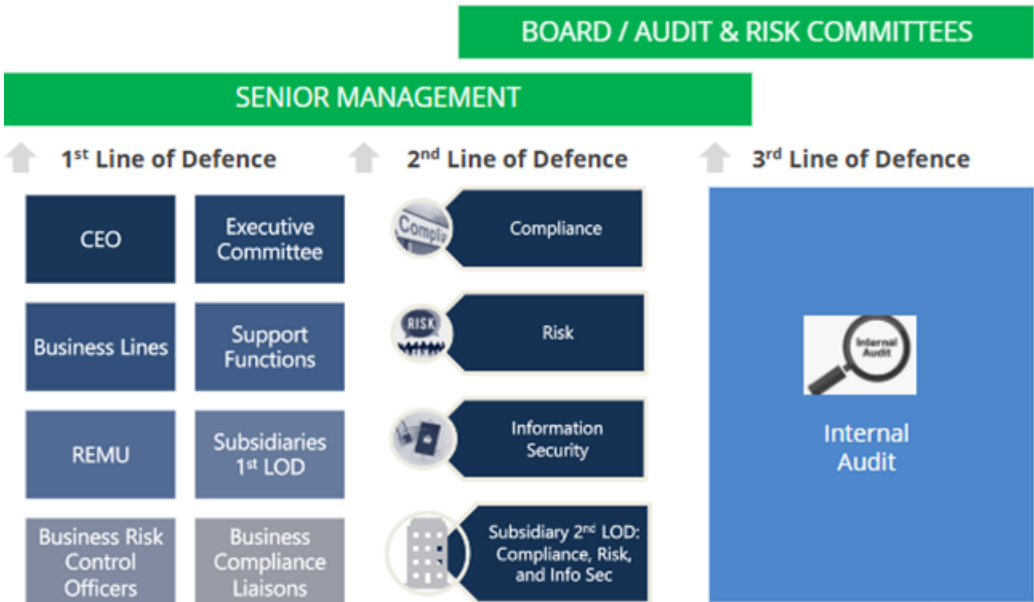 BOARD / AUDIT & RISK COMMITTEES
SENIOR MANAGEMENT
1st Line of Defence
2nd Line of Defence
3rd Line of Defence
CEO
Executive
Committee
Business Lines
Support
Functions
REMU
Subsidiaries
1st LOD
Business Risk
Control
Officers
Business
Compliance
Liaisons
Compla
Compliance
RISK
Risk
Information
Security
Subsidiary 2nd LOD:
Compliance, Risk,
and Info Sec
Internal
Audit
Internal
Audit